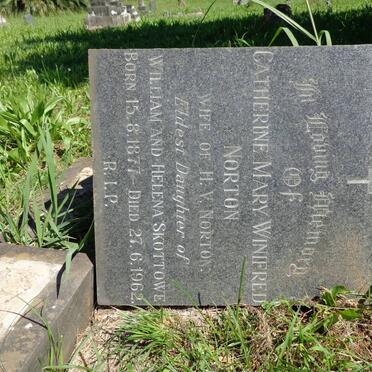 In Loving Memory
OF
CATHERINE MARY WINIFRED
NORTON
WIFE OF H. V. NORTON
Eldest Daughter of
WILLIAM AND HELENA SKOTTOWE
BORN 15.8.1877 DIED 27.6.1962
R.I.P.